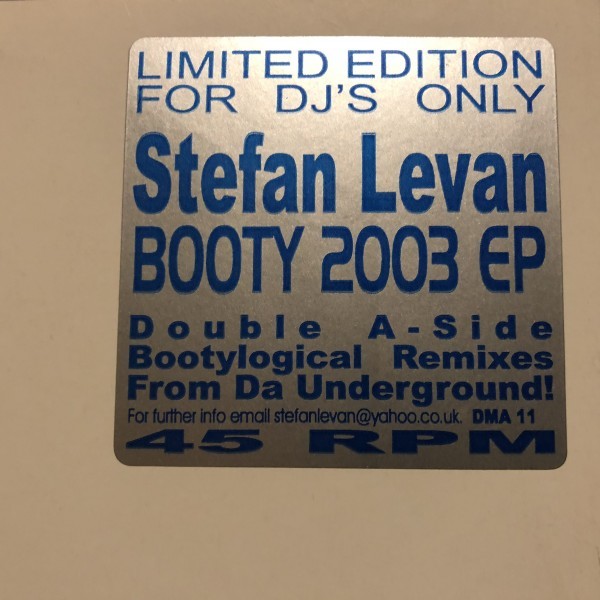 LIMITED EDITION
FOR DJ'S ONLY
Stefan Levan
BOOTY 2003 EP
Double A-Side
Bootylogical Remixes
From Da Underground!
For further info email stefanlevan@yahoo.co.uk. DMA 11
45 RPM